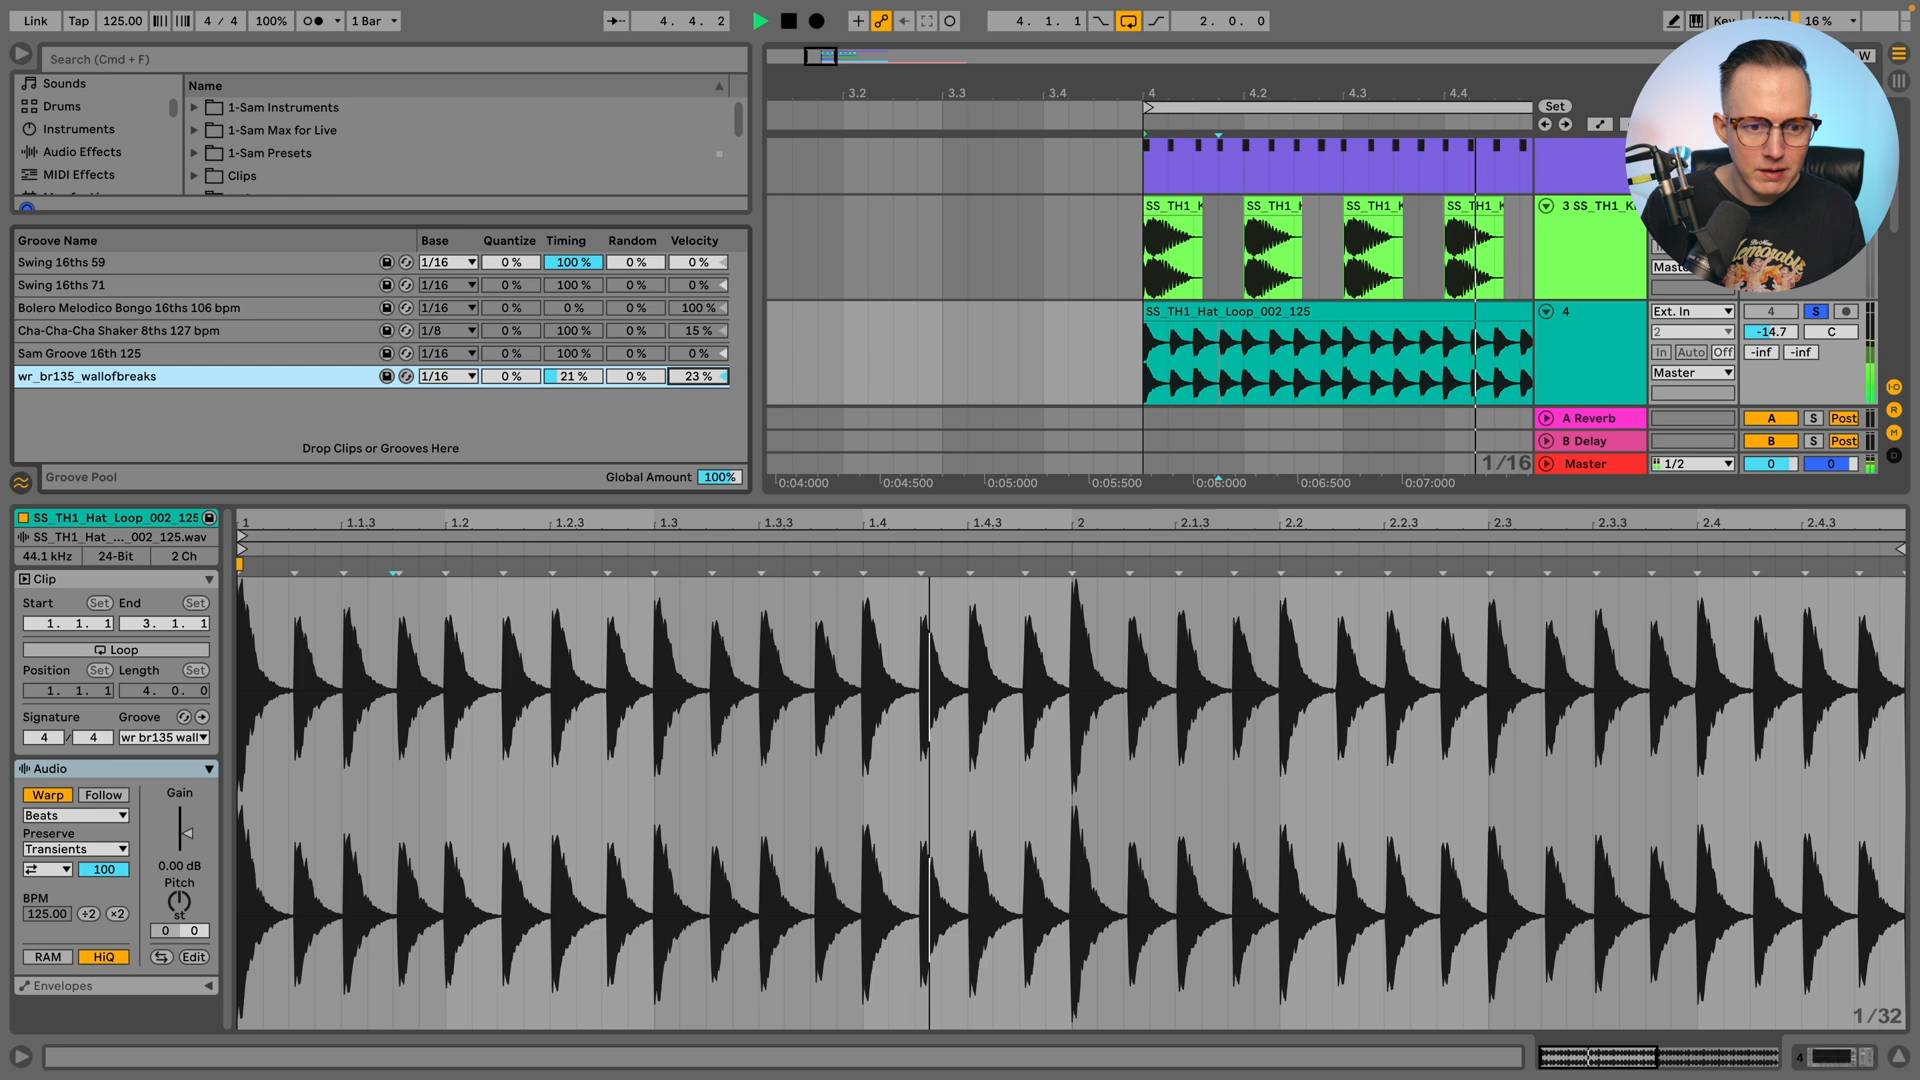 Link Tap 125.00 4 / 4 100% 1 Bar 4. 4. 2 4. 1. 1 2. 0. 0 Key MIDI 16 %
Search (Cmd + F)
Sounds
Drums
Instruments
Audio Effects
MIDI Effects
Name
1-Sam Instruments
1-Sam Max for Live
1-Sam Presets
Clips
Groove Name Base Quantize Timing Random Velocity
Swing 16ths 59 1/16 0 % 100 % 0 % 0 %
Swing 16ths 71 1/16 0 % 100 % 0 % 0 %
Bolero Melodico Bongo 16ths 106 bpm 1/16 0 % 0 % 0 % 100 %
Cha-Cha-Cha Shaker 8ths 127 bpm 1/8 0 % 100 % 0 % 15 %
Sam Groove 16th 125 1/16 0 % 100 % 0 % 0 %
wr_br135_wallofbreaks 1/16 0 % 21 % 0 % 23 %
Drop Clips or Grooves Here
Groove Pool Global Amount 100%
W
3.2 3.3 3.4 4 4.2 4.3 4.4
Set
SS_TH1_K SS_TH1_K SS_TH1_K SS_TH1_K 3 SS_TH1_Ki
Maste
Memorable
SS_TH1_Hat_Loop_002_125 4 Ext. In 4 S
2 -14.7 C
In Auto Off -inf -inf
Master
A Reverb A S Post
B Delay B S Post
1/16 Master 1/2 0 0
I·O
R
M
D
0:04:000 0:04:500 0:05:000 0:05:500 0:06:000 0:06:500 0:07:000
SS_TH1_Hat_Loop_002_125
SS_TH1_Hat_..._002_125.wav
44.1 kHz 24-Bit 2 Ch
Clip
Start Set End Set
1. 1. 1 3. 1. 1
Loop
Position Set Length Set
1. 1. 1 4. 0. 0
Signature Groove
4 / 4 wr br135 wall
Audio
Warp Follow Gain
Beats
Preserve
Transients
100 0.00 dB
Pitch
st
BPM
125.00 ÷2 ×2
0 0
RAM HiQ Edit
Envelopes
1 1.1.3 1.2 1.2.3 1.3 1.3.3 1.4 1.4.3 2 2.1.3 2.2 2.2.3 2.3 2.3.3 2.4 2.4.3
1/32
4